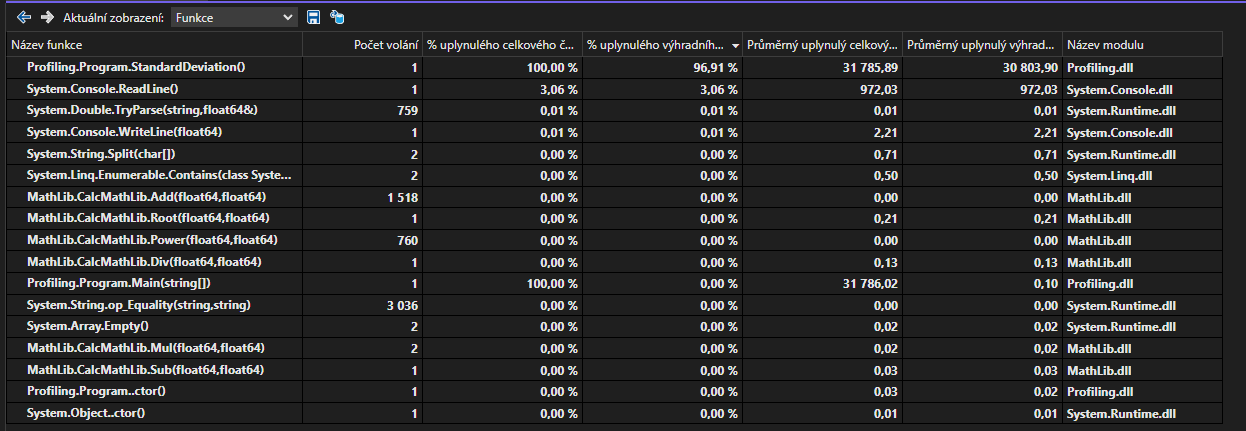 Aktuální zobrazení: Funkce
Název funkce Počet volání % uplynulého celkového č... % uplynulého výhradníh... Průměrný uplynulý celkový... Průměrný uplynulý výhrad... Název modulu
Profiling.Program.StandardDeviation() 1 100,00 % 96,91 % 31 785,89 30 803,90 Profiling.dll
System.Console.ReadLine() 1 3,06 % 3,06 % 972,03 972,03 System.Console.dll
System.Double.TryParse(string,float64&) 759 0,01 % 0,01 % 0,01 0,01 System.Runtime.dll
System.Console.WriteLine(float64) 1 0,01 % 0,01 % 2,21 2,21 System.Console.dll
System.String.Split(char[]) 2 0,00 % 0,00 % 0,71 0,71 System.Runtime.dll
System.Linq.Enumerable.Contains(class Syste... 2 0,00 % 0,00 % 0,50 0,50 System.Linq.dll
MathLib.CalcMathLib.Add(float64,float64) 1 518 0,00 % 0,00 % 0,00 0,00 MathLib.dll
MathLib.CalcMathLib.Root(float64,float64) 1 0,00 % 0,00 % 0,21 0,21 MathLib.dll
MathLib.CalcMathLib.Power(float64,float64) 760 0,00 % 0,00 % 0,00 0,00 MathLib.dll
MathLib.CalcMathLib.Div(float64,float64) 1 0,00 % 0,00 % 0,13 0,13 MathLib.dll
Profiling.Program.Main(string[]) 1 100,00 % 0,00 % 31 786,02 0,10 Profiling.dll
System.String.op_Equality(string,string) 3 036 0,00 % 0,00 % 0,00 0,00 System.Runtime.dll
System.Array.Empty() 2 0,00 % 0,00 % 0,02 0,02 System.Runtime.dll
MathLib.CalcMathLib.Mul(float64,float64) 2 0,00 % 0,00 % 0,02 0,02 MathLib.dll
MathLib.CalcMathLib.Sub(float64,float64) 1 0,00 % 0,00 % 0,03 0,03 MathLib.dll
Profiling.Program..ctor() 1 0,00 % 0,00 % 0,03 0,02 Profiling.dll
System.Object..ctor() 1 0,00 % 0,00 % 0,01 0,01 System.Runtime.dll